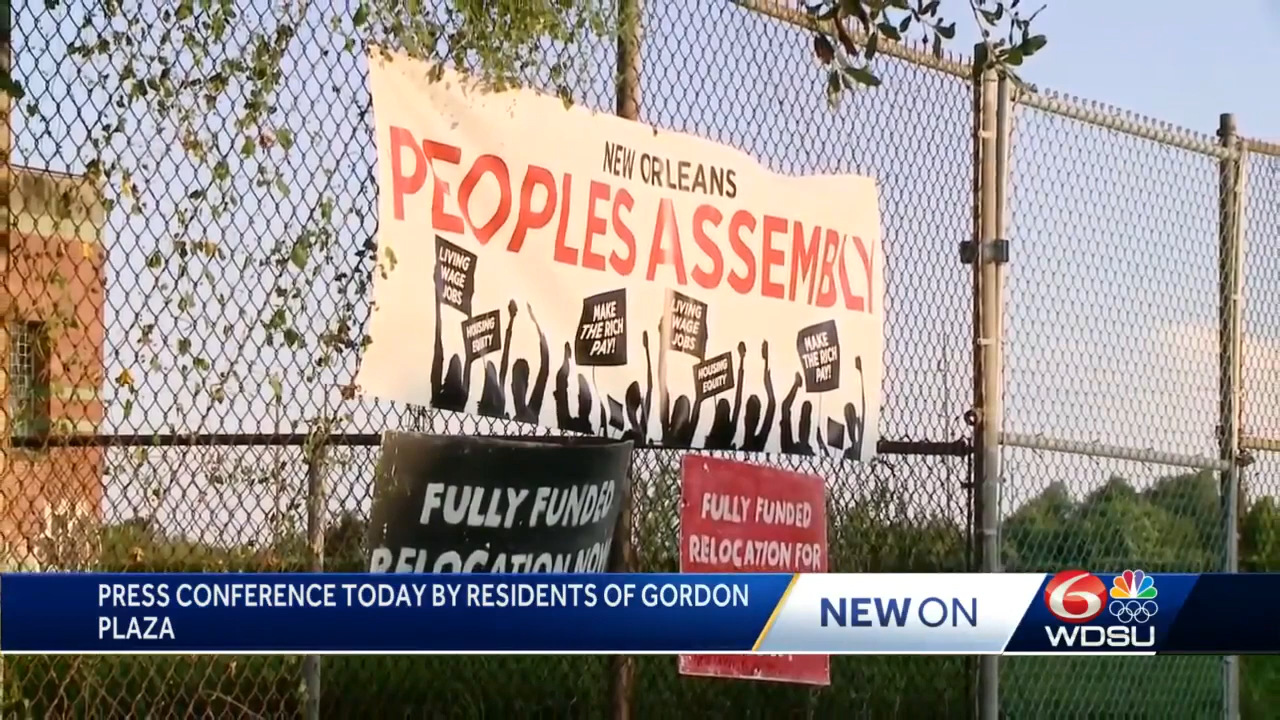 NEW ORLEANS
PEOPLES ASSEMBLY
LIVING
WAGE
JOBS
HOUSING
EQUITY
MAKE
THE RICH
PAY!
LIVING
WAGE
JOBS
HOUSING
EQUITY
MAKE
THE RICH
PAY!
FULLY FUNDED
RELOCATION NOW
FULLY FUNDED
RELOCATION FOR
PRESS CONFERENCE TODAY BY RESIDENTS OF GORDON
PLAZA
NEW ON
6
WDSU